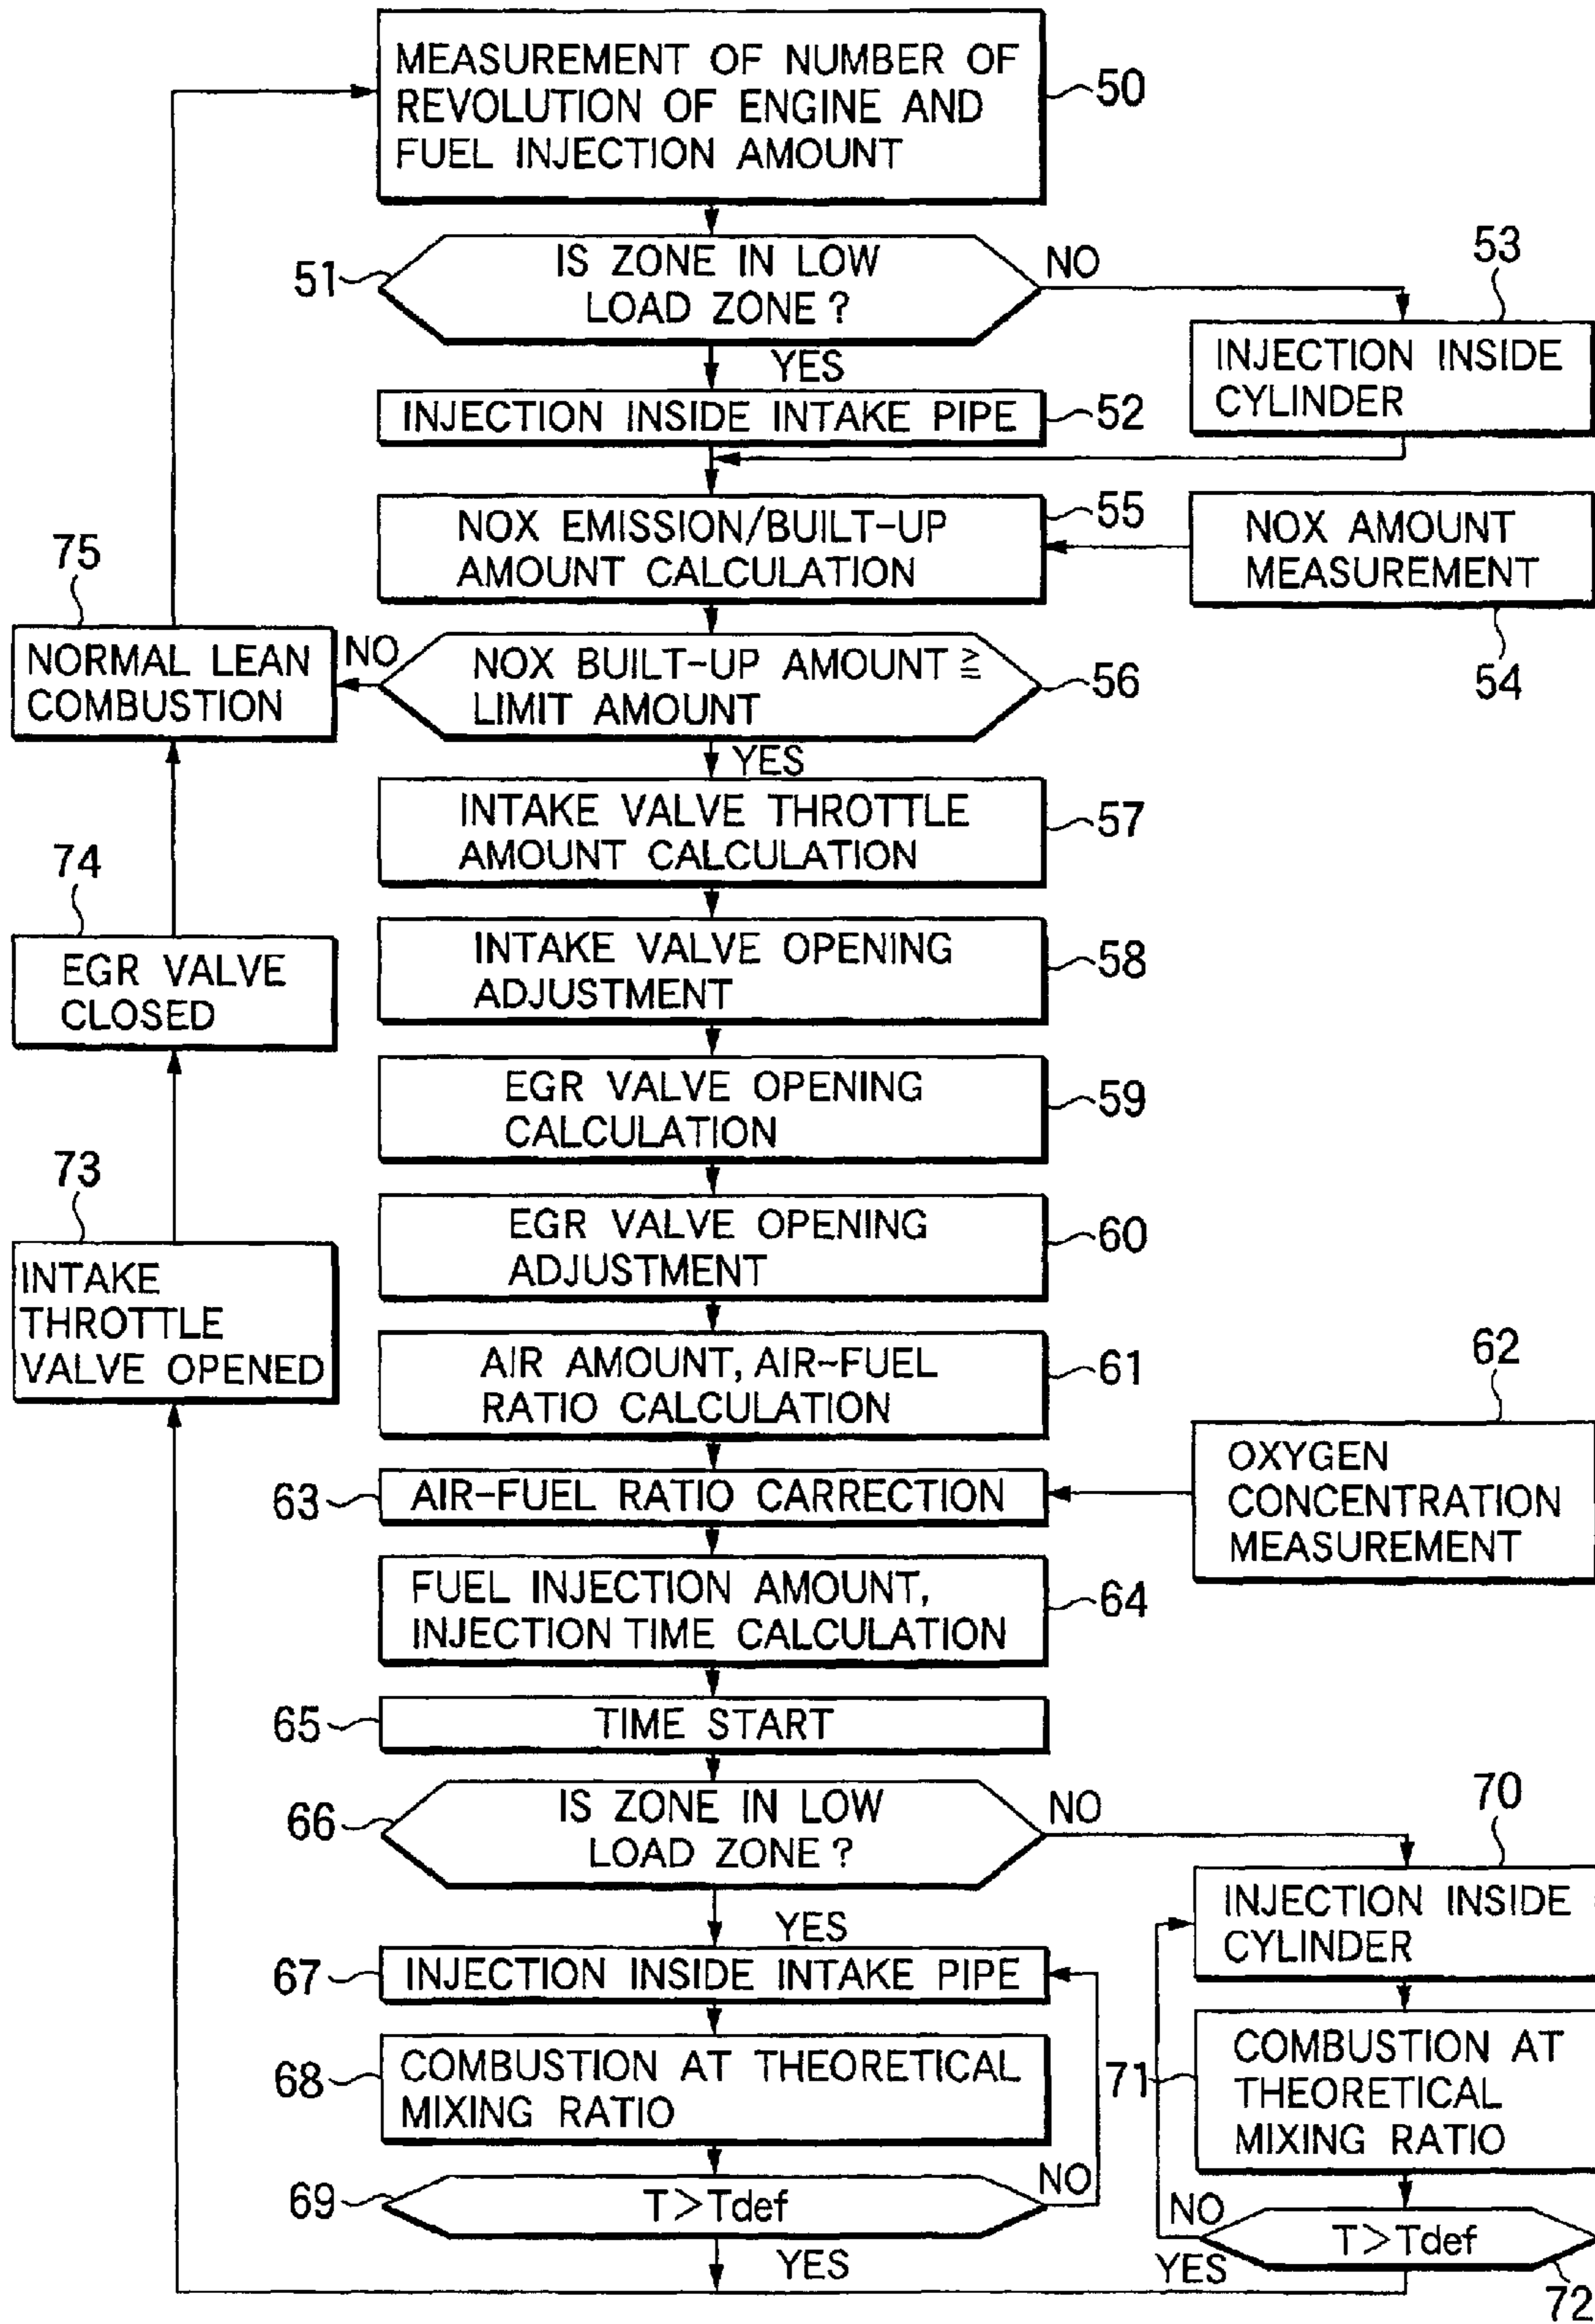 MEASUREMENT OF NUMBER OF
REVOLUTION OF ENGINE AND
FUEL INJECTION AMOUNT
50
51
IS ZONE IN LOW
LOAD ZONE?
NO
YES
53
INJECTION INSIDE
CYLINDER
INJECTION INSIDE INTAKE PIPE
52
NOX EMISSION/BUILT-UP
AMOUNT CALCULATION
55
NOX AMOUNT
MEASUREMENT
54
75
NORMAL LEAN
COMBUSTION
NO
NOX BUILT-UP AMOUNT ≧
LIMIT AMOUNT
56
YES
INTAKE VALVE THROTTLE
AMOUNT CALCULATION
57
74
EGR VALVE
CLOSED
INTAKE VALVE OPENING
ADJUSTMENT
58
EGR VALVE OPENING
CALCULATION
59
73
INTAKE
THROTTLE
VALVE OPENED
EGR VALVE OPENING
ADJUSTMENT
60
AIR AMOUNT, AIR-FUEL
RATIO CALCULATION
61
62
OXYGEN
CONCENTRATION
MEASUREMENT
63
AIR-FUEL RATIO CARRECTION
FUEL INJECTION AMOUNT,
INJECTION TIME CALCULATION
64
65
TIME START
66
IS ZONE IN LOW
LOAD ZONE?
NO
YES
70
INJECTION INSIDE
CYLINDER
67
INJECTION INSIDE INTAKE PIPE
68
COMBUSTION AT THEORETICAL
MIXING RATIO
71
COMBUSTION AT
THEORETICAL
MIXING RATIO
69
T>Tdef
NO
YES
NO
T>Tdef
YES
72